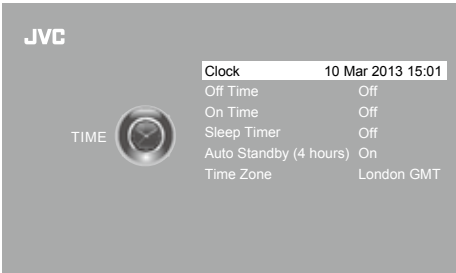 JVC
TIME
Clock 10 Mar 2013 15:01
Off Time Off
On Time Off
Sleep Timer Off
Auto Standby (4 hours) On
Time Zone London GMT